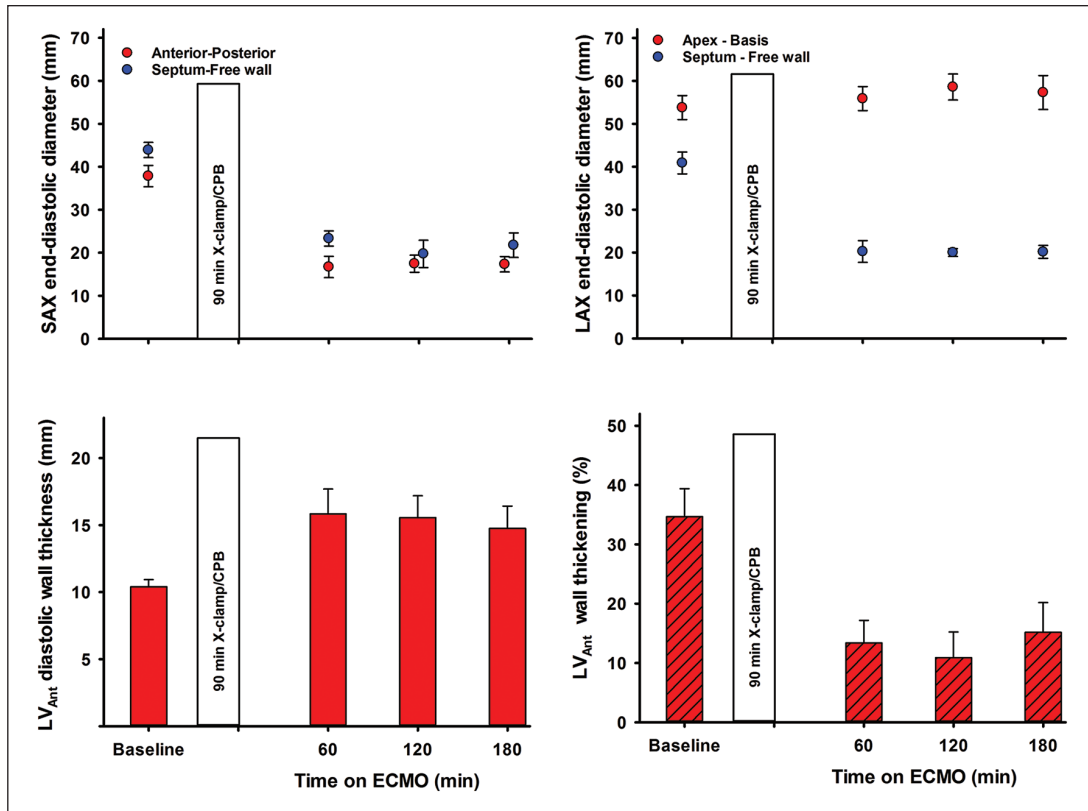 SAX end-diastolic diameter (mm)
70
60
50
40
30
20
10
0
Anterior-Posterior
Septum-Free wall
90 min X-clamp/CPB
LAX end-diastolic diameter (mm)
70
60
50
40
30
20
10
0
Apex - Basis
Septum - Free wall
90 min X-clamp/CPB
LVAnt diastolic wall thickness (mm)
20
15
10
5
90 min X-clamp/CPB
Baseline 60 120 180
Time on ECMO (min)
LVAnt wall thickening (%)
50
40
30
20
10
0
90 min X-clamp/CPB
Baseline 60 120 180
Time on ECMO (min)